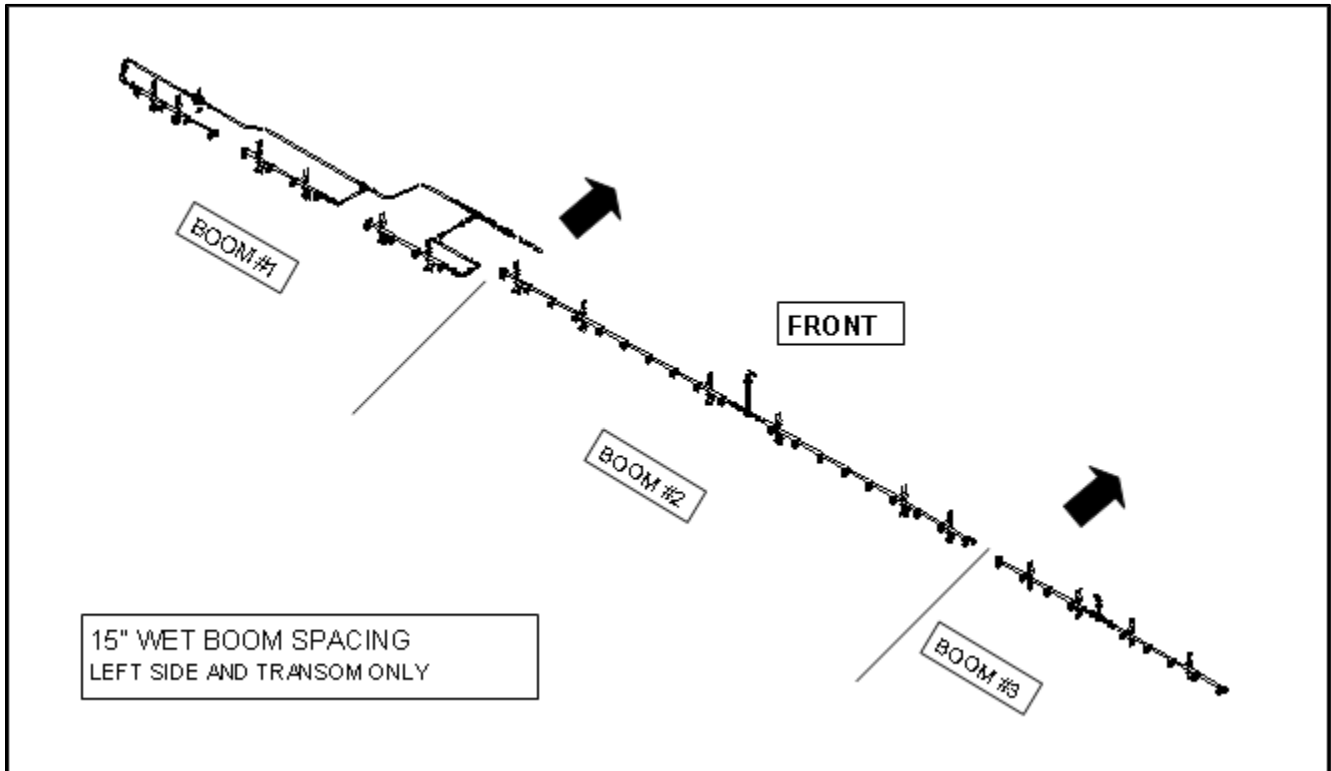 BOOM #1
FRONT
BOOM #2
BOOM #3
15" WET BOOM SPACING
LEFT SIDE AND TRANSOM ONLY